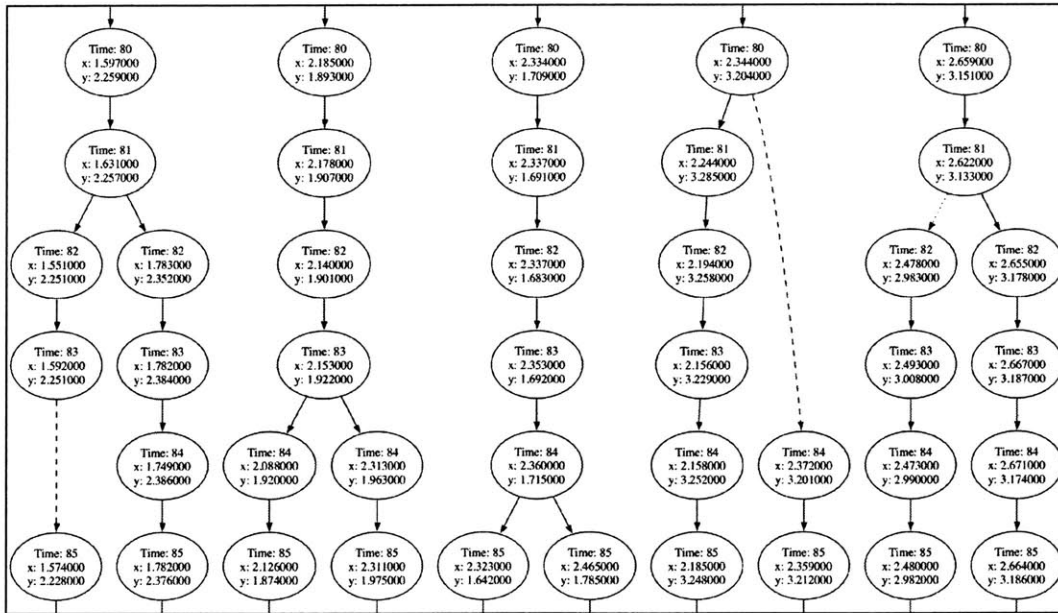 Time: 80
x: 1.597000
y: 2.259000
Time: 80
x: 2.185000
y: 1.893000
Time: 80
x: 2.334000
y: 1.709000
Time: 80
x: 2.344000
y: 3.204000
Time: 80
x: 2.659000
y: 3.151000
Time: 81
x: 1.631000
y: 2.257000
Time: 81
x: 2.178000
y: 1.907000
Time: 81
x: 2.337000
y: 1.691000
Time: 81
x: 2.244000
y: 3.285000
Time: 81
x: 2.622000
y: 3.133000
Time: 82
x: 1.551000
y: 2.251000
Time: 82
x: 1.783000
y: 2.352000
Time: 82
x: 2.140000
y: 1.901000
Time: 82
x: 2.337000
y: 1.683000
Time: 82
x: 2.194000
y: 3.258000
Time: 82
x: 2.478000
y: 2.983000
Time: 82
x: 2.655000
y: 3.178000
Time: 83
x: 1.592000
y: 2.251000
Time: 83
x: 1.782000
y: 2.384000
Time: 83
x: 2.153000
y: 1.922000
Time: 83
x: 2.353000
y: 1.692000
Time: 83
x: 2.156000
y: 3.229000
Time: 83
x: 2.493000
y: 3.008000
Time: 83
x: 2.667000
y: 3.187000
Time: 84
x: 1.749000
y: 2.386000
Time: 84
x: 2.088000
y: 1.920000
Time: 84
x: 2.313000
y: 1.963000
Time: 84
x: 2.360000
y: 1.715000
Time: 84
x: 2.158000
y: 3.252000
Time: 84
x: 2.372000
y: 3.201000
Time: 84
x: 2.473000
y: 2.990000
Time: 84
x: 2.671000
y: 3.174000
Time: 85
x: 1.574000
y: 2.228000
Time: 85
x: 1.782000
y: 2.376000
Time: 85
x: 2.126000
y: 1.874000
Time: 85
x: 2.311000
y: 1.975000
Time: 85
x: 2.323000
y: 1.642000
Time: 85
x: 2.465000
y: 1.785000
Time: 85
x: 2.185000
y: 3.248000
Time: 85
x: 2.359000
y: 3.212000
Time: 85
x: 2.480000
y: 2.982000
Time: 85
x: 2.664000
y: 3.186000